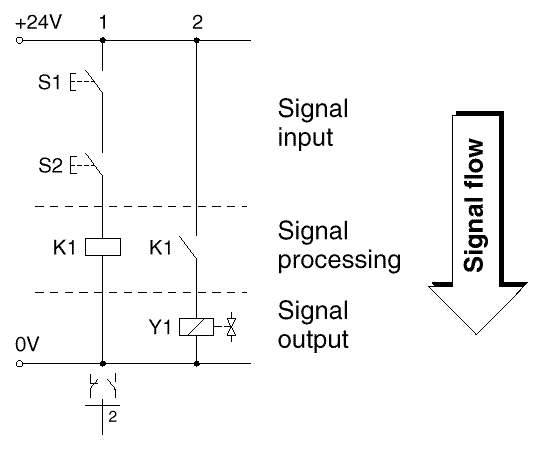 +24V 1 2
S1
Signal
input
S2
Signal flow
K1 K1
Signal
processing
Y1
Signal
output
0V
2